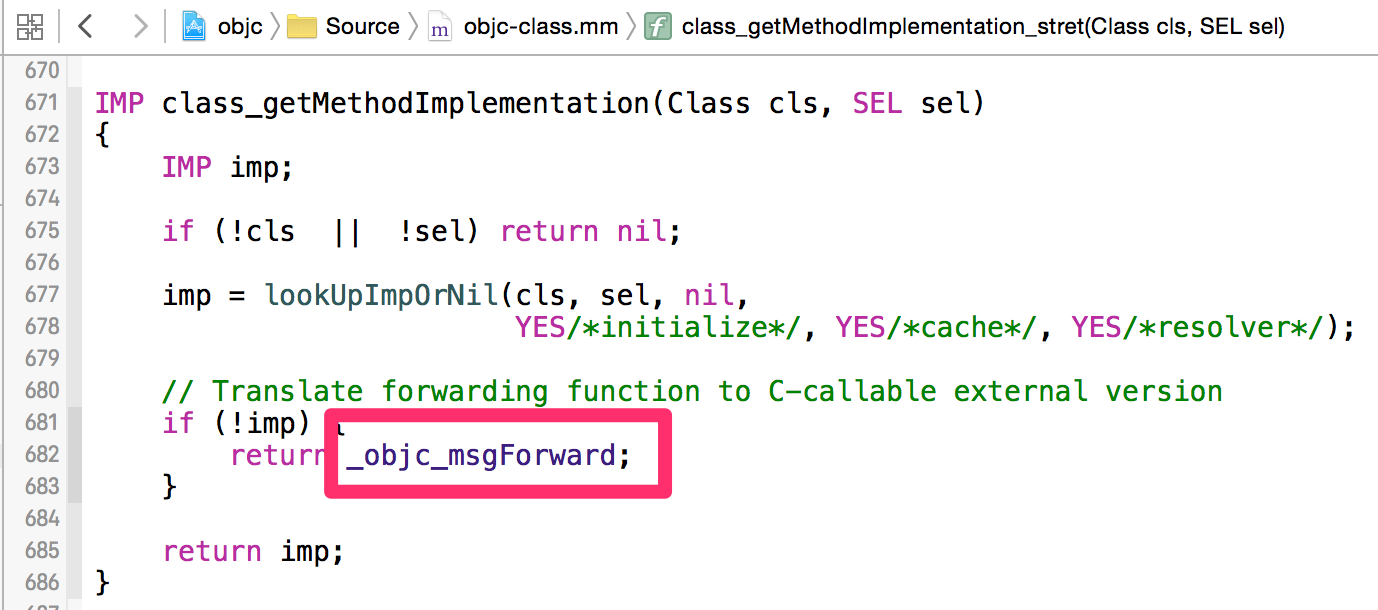 objc Source m objc-class.mm f class_getMethodImplementation_stret(Class cls, SEL sel)
670
671 IMP class_getMethodImplementation(Class cls, SEL sel)
672 {
673 IMP imp;
674
675 if (!cls || !sel) return nil;
676
677 imp = lookUpImpOrNil(cls, sel, nil,
678 YES/*initialize*/, YES/*cache*/, YES/*resolver*/);
679
680 // Translate forwarding function to C-callable external version
681 if (!imp) {
682 return _objc_msgForward;
683 }
684
685 return imp;
686 }
687